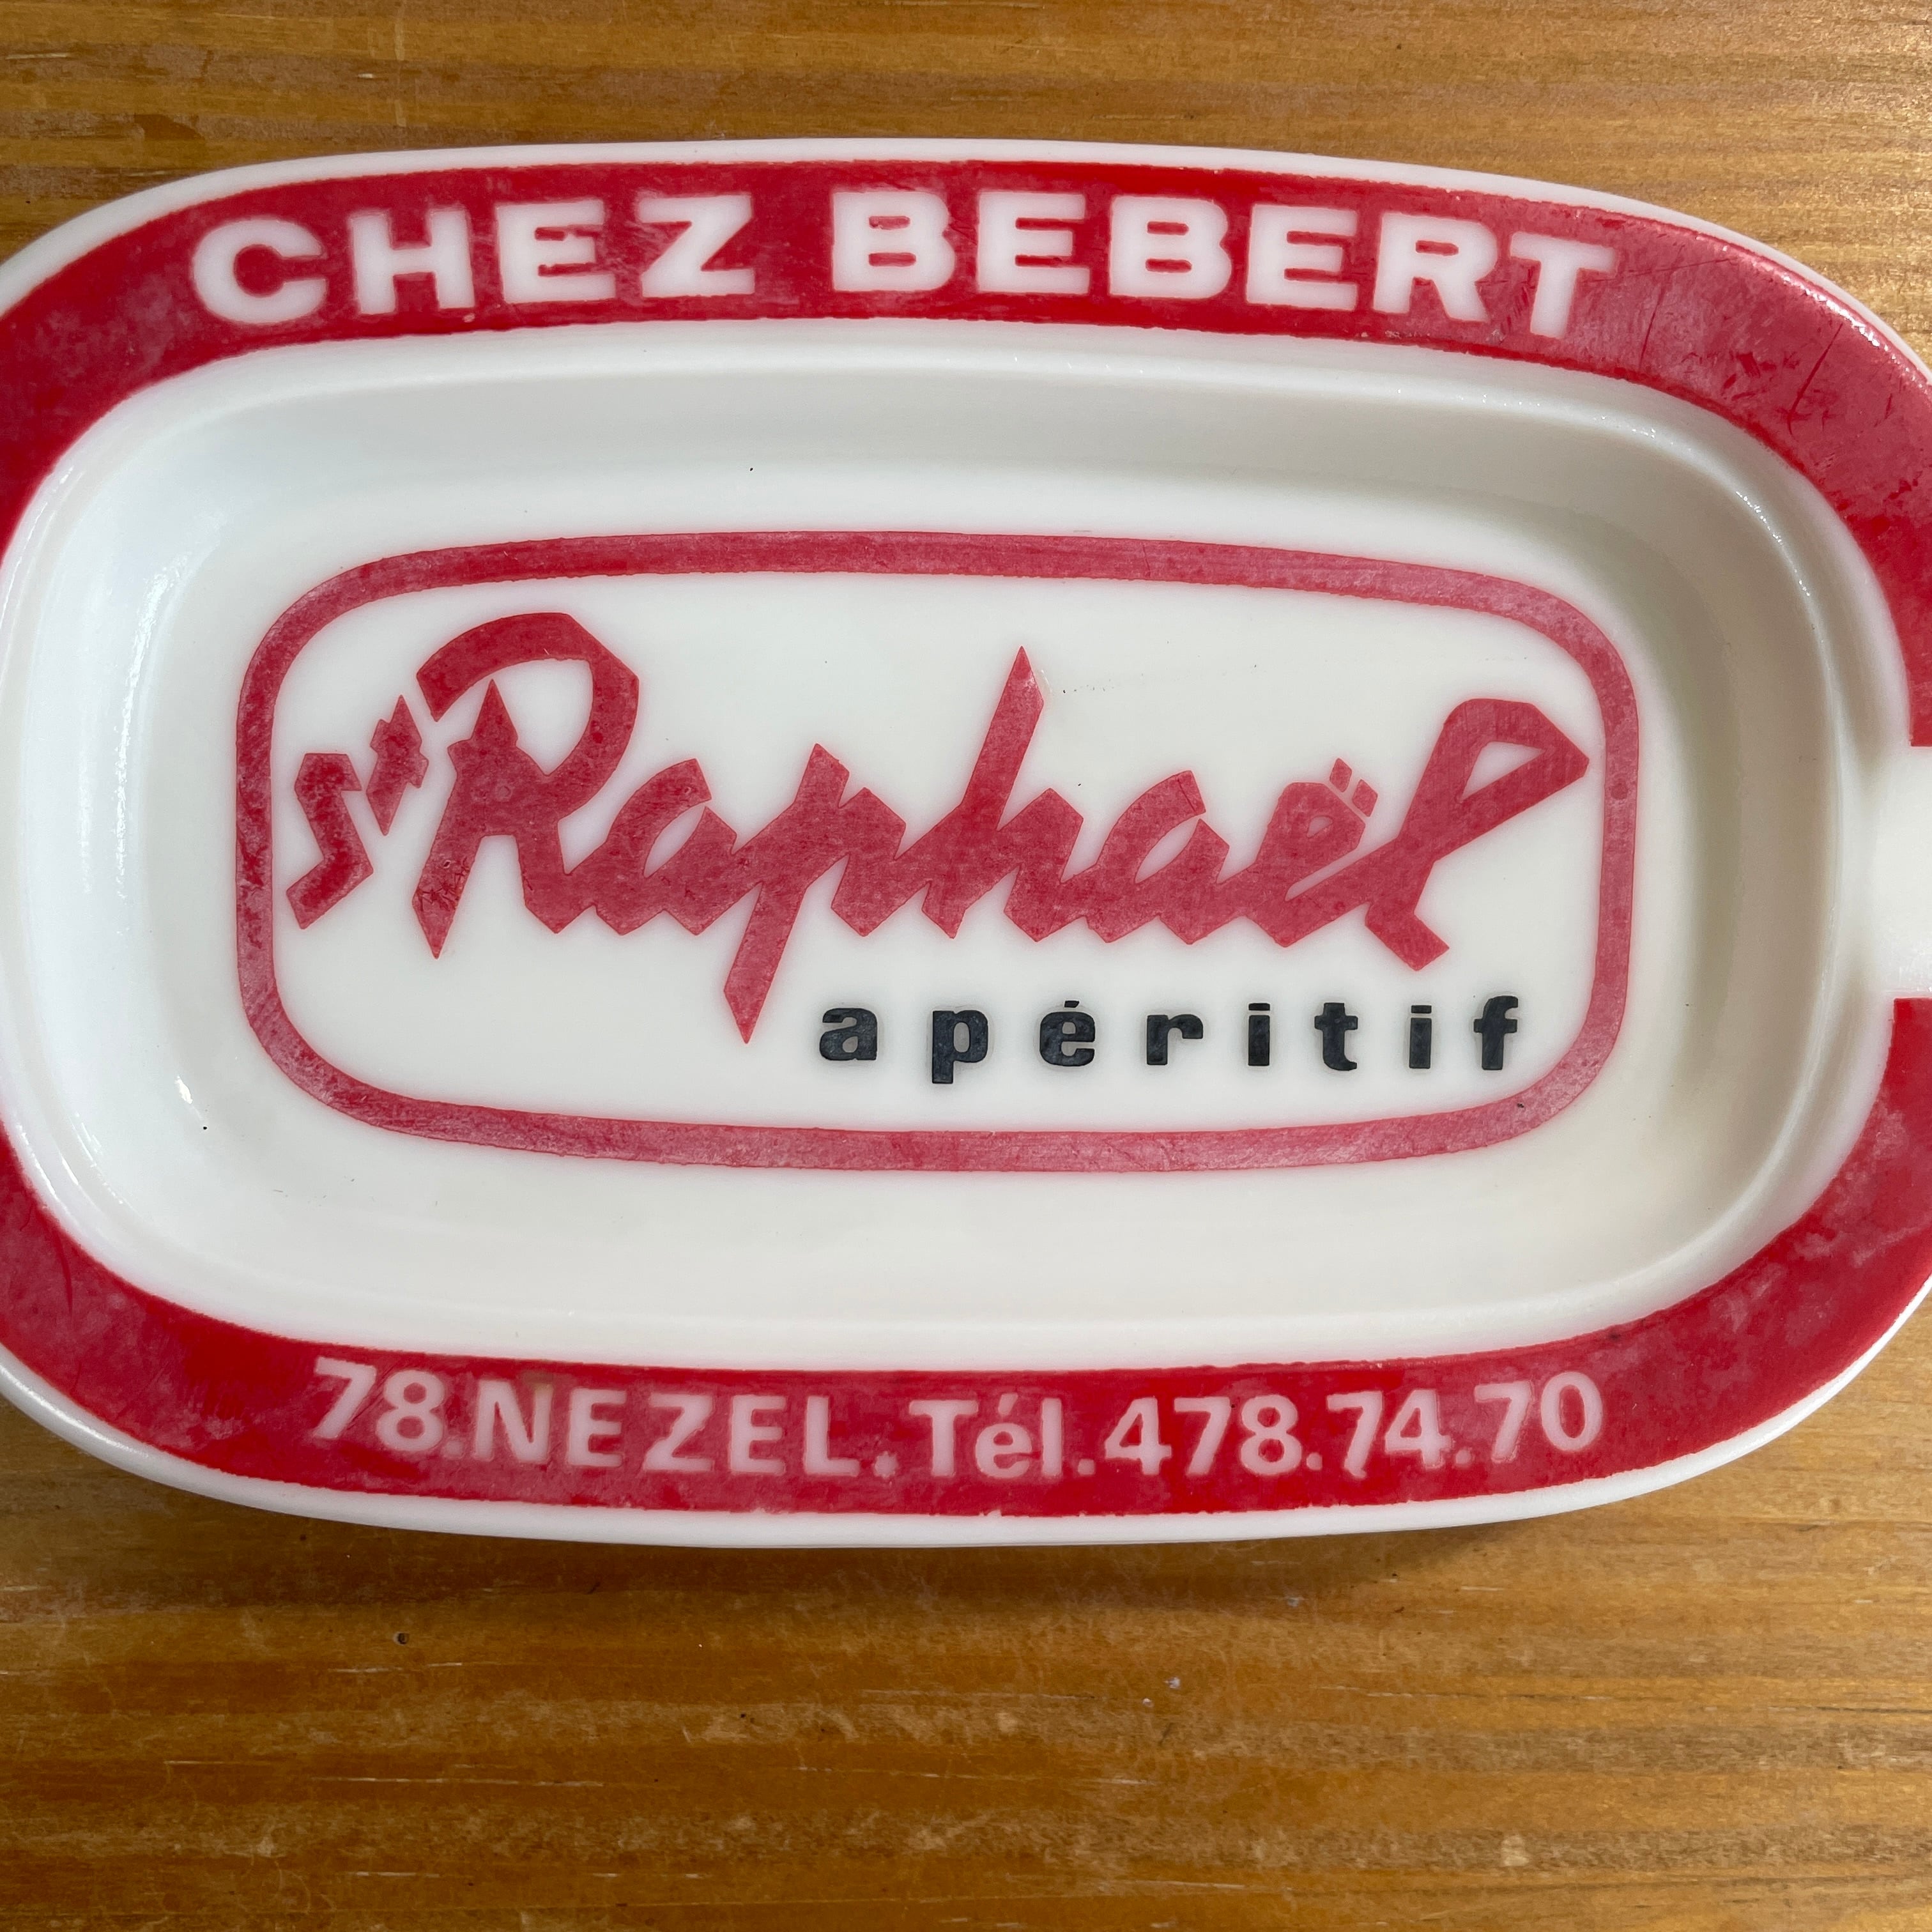 CHEZ BEBERT
St Raphaël
apéritif
78.NEZEL.Tél.478.74.70